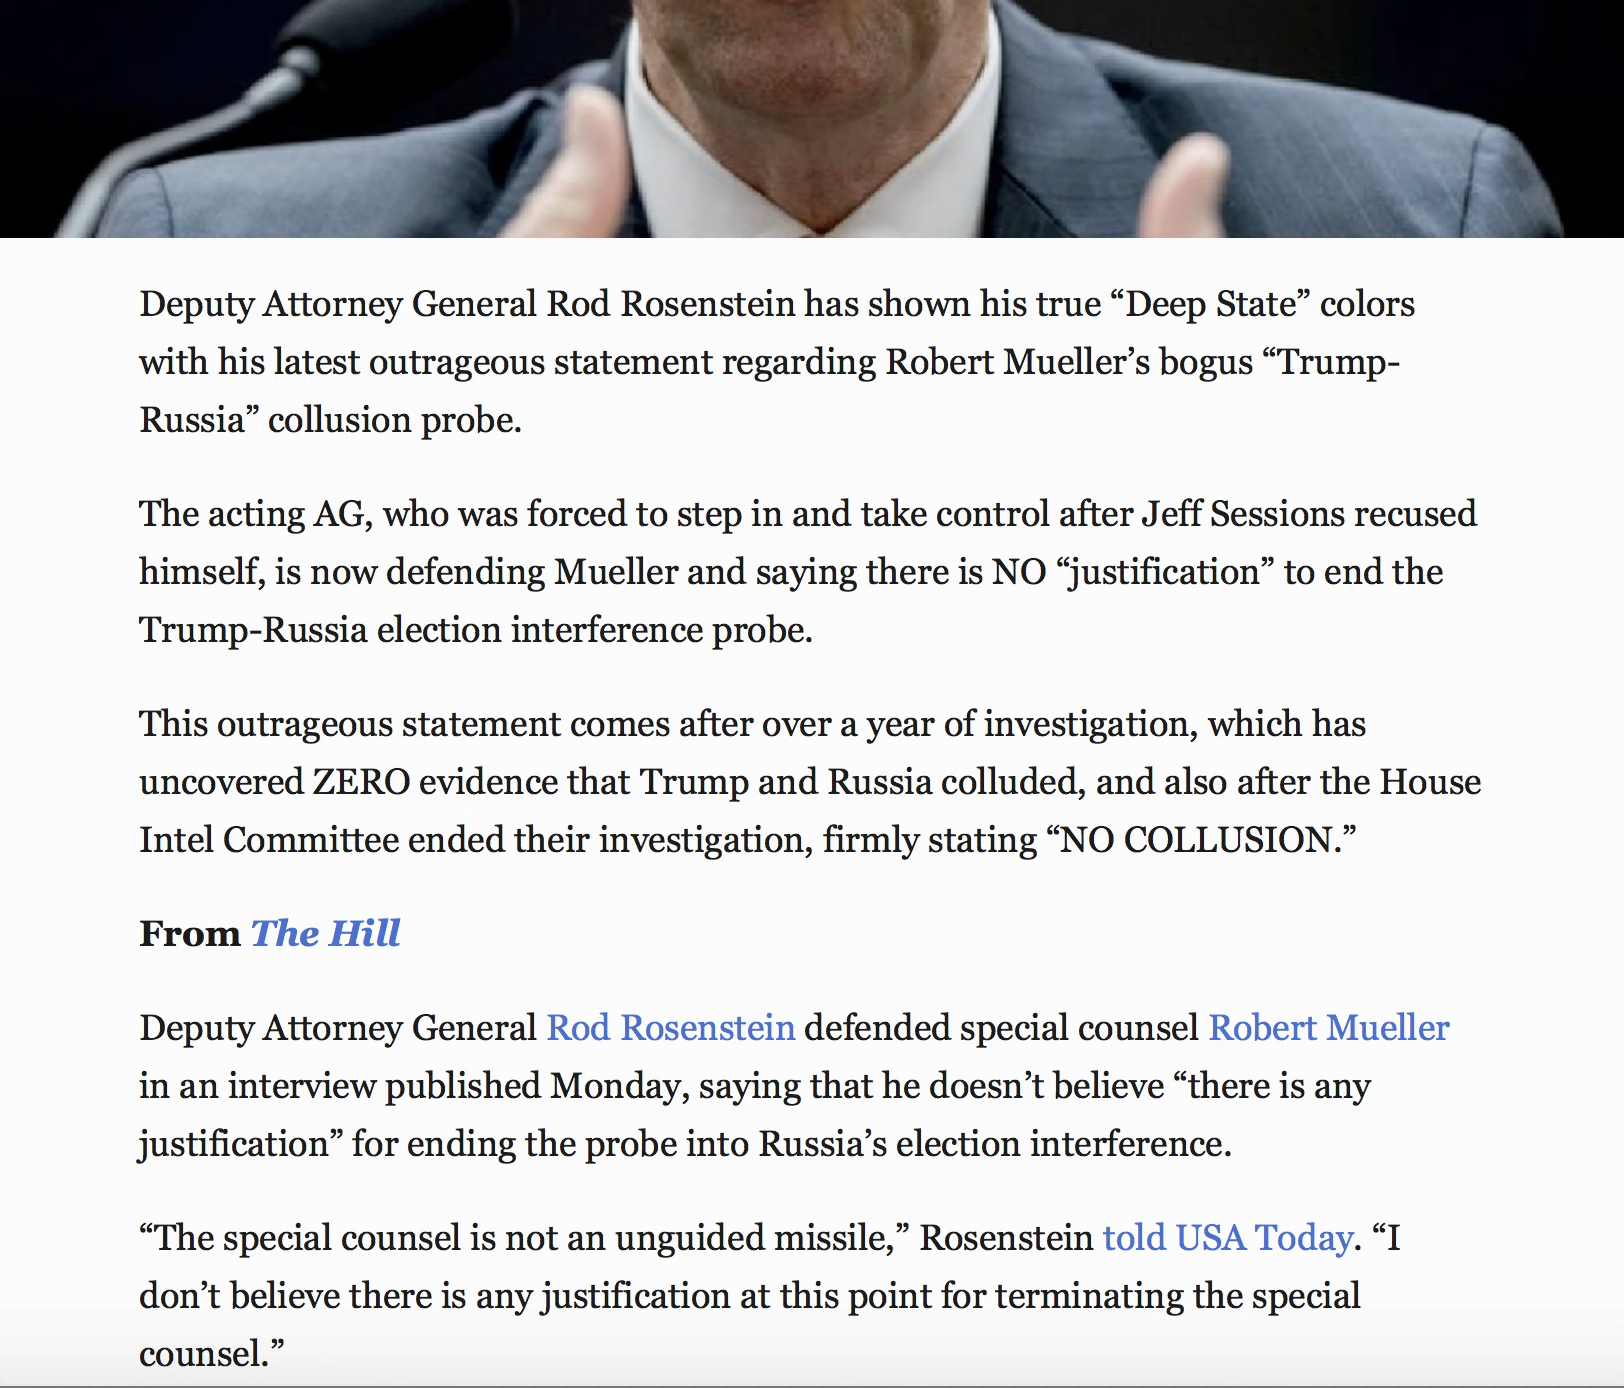 Deputy Attorney General Rod Rosenstein has shown his true “Deep State” colors
with his latest outrageous statement regarding Robert Mueller’s bogus “Trump-
Russia” collusion probe.
The acting AG, who was forced to step in and take control after Jeff Sessions recused
himself, is now defending Mueller and saying there is NO “justification” to end the
Trump-Russia election interference probe.
This outrageous statement comes after over a year of investigation, which has
uncovered ZERO evidence that Trump and Russia colluded, and also after the House
Intel Committee ended their investigation, firmly stating “NO COLLUSION.”
From The Hill
Deputy Attorney General Rod Rosenstein defended special counsel Robert Mueller
in an interview published Monday, saying that he doesn’t believe “there is any
justification” for ending the probe into Russia’s election interference.
“The special counsel is not an unguided missile,” Rosenstein told USA Today. “I
don’t believe there is any justification at this point for terminating the special
counsel.”